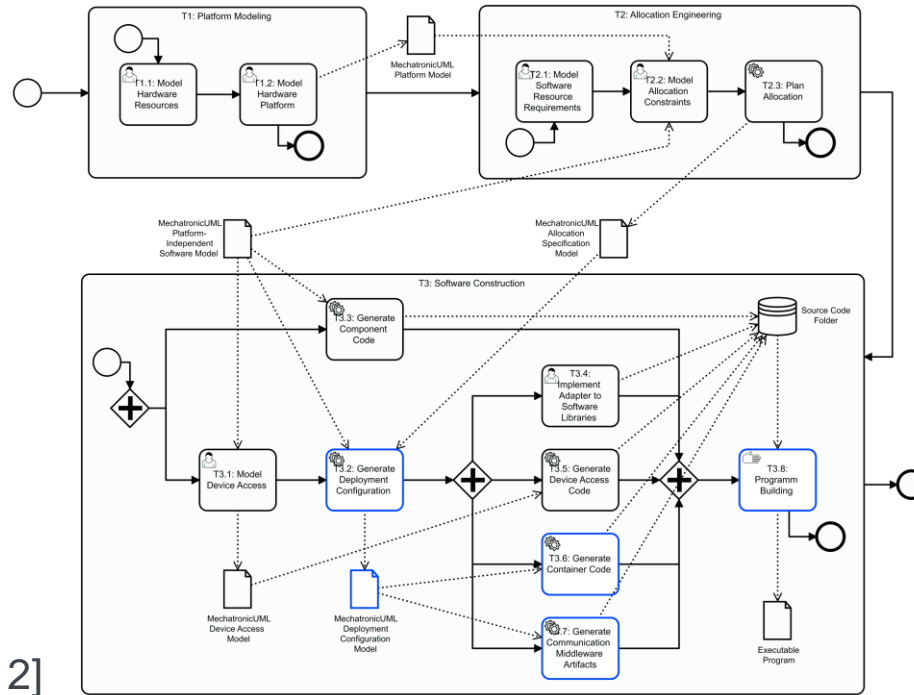 T1: Platform Modeling
T1.1: Model
Hardware
Resources
T1.2: Model
Hardware
Platform
MechatronicUML
Platform Model
T2: Allocation Engineering
T2.1: Model
Software
Resource
Requirements
T2.2: Model
Allocation
Constraints
T2.3: Plan
Allocation
MechatronicUML
Platform-
Independent
Software Model
MechatronicUML
Allocation
Specification
Model
T3: Software Construction
T3.3: Generate
Component
Code
Source Code
Folder
T3.4:
Implement
Adapter to
Software
Libraries
T3.1: Model
Device Access
T3.2: Generate
Deployment
Configuration
T3.5: Generate
Device Access
Code
T3.8:
Programm
Building
T3.6: Generate
Container Code
.7: Generate
Communication
Middleware
Artifacts
MechatronicUML
Device Access
Model
MechatronicUML
Deployment
Configuration
Model
Executable
Program
2]